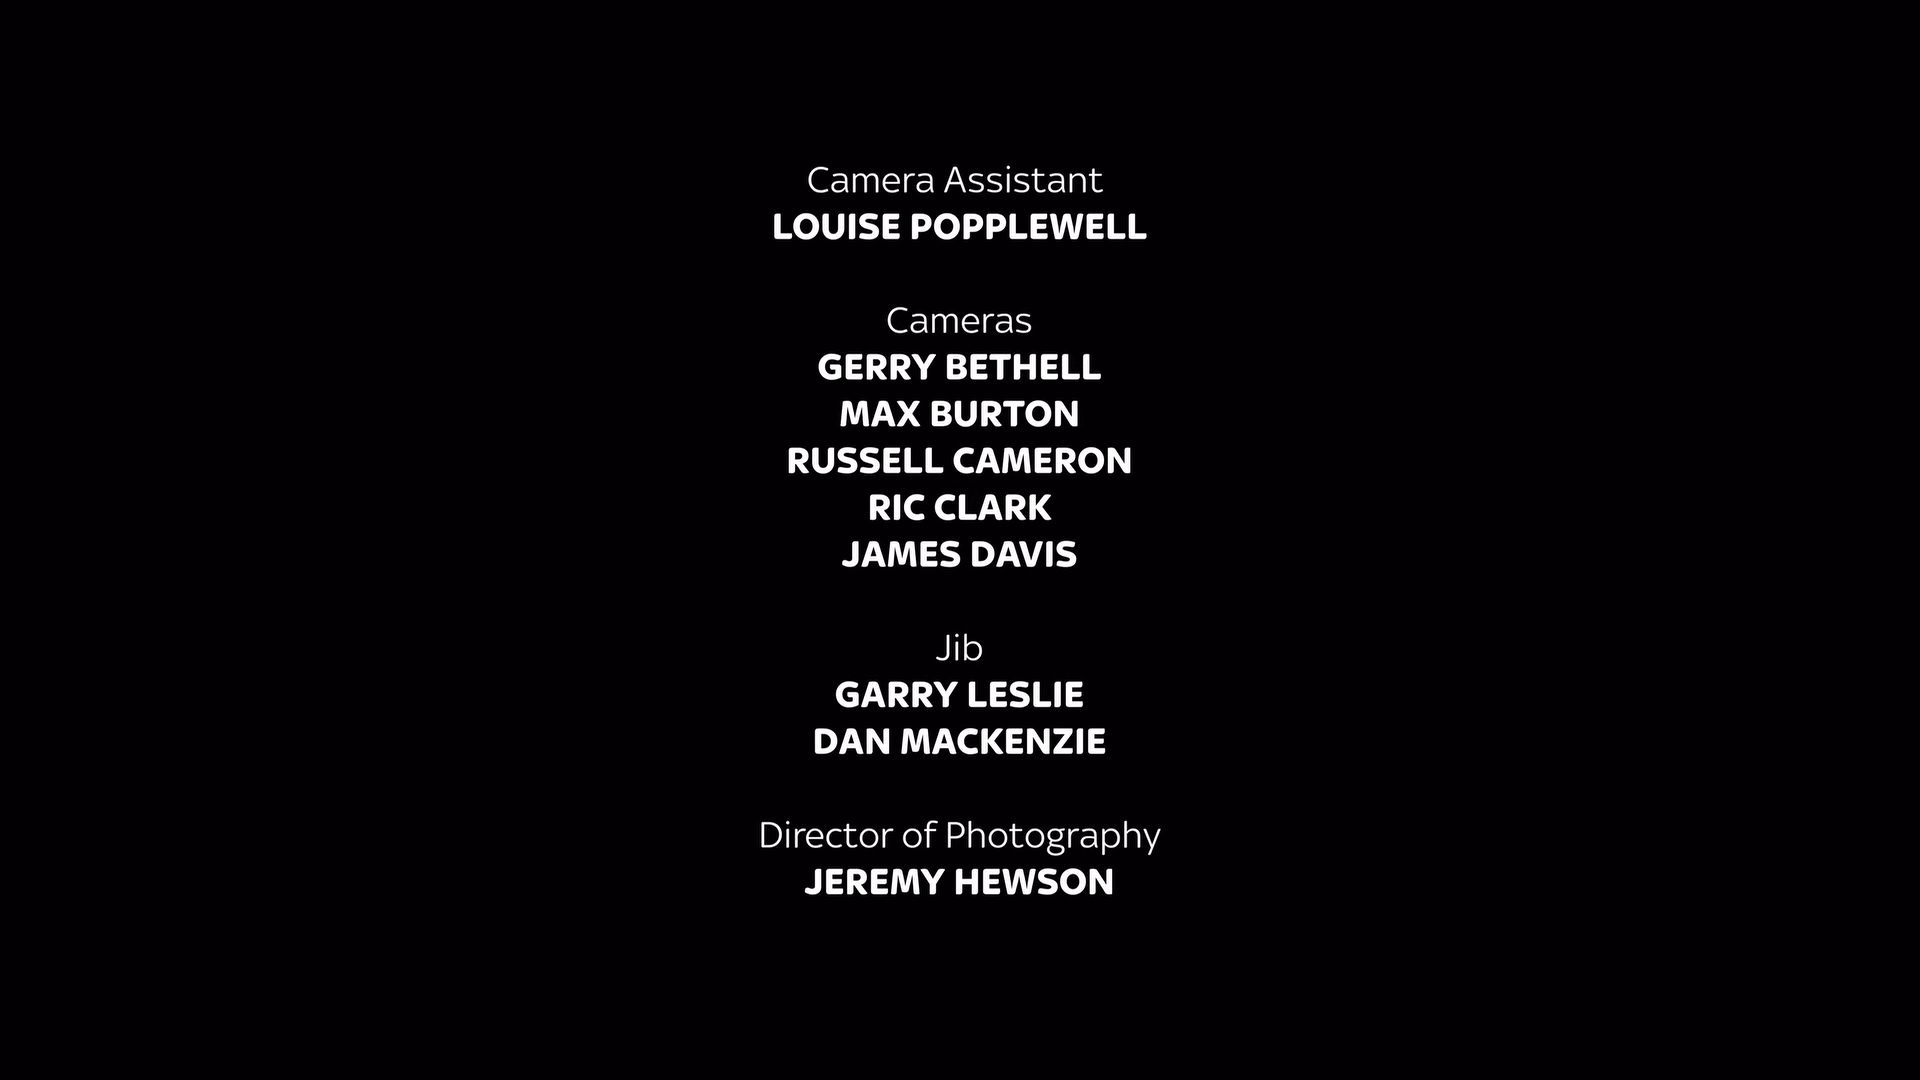 Camera Assistant
LOUISE POPPLEWELL
Cameras
GERRY BETHELL
MAX BURTON
RUSSELL CAMERON
RIC CLARK
JAMES DAVIS
Jib
GARRY LESLIE
DAN MACKENZIE
Director of Photography
JEREMY HEWSON